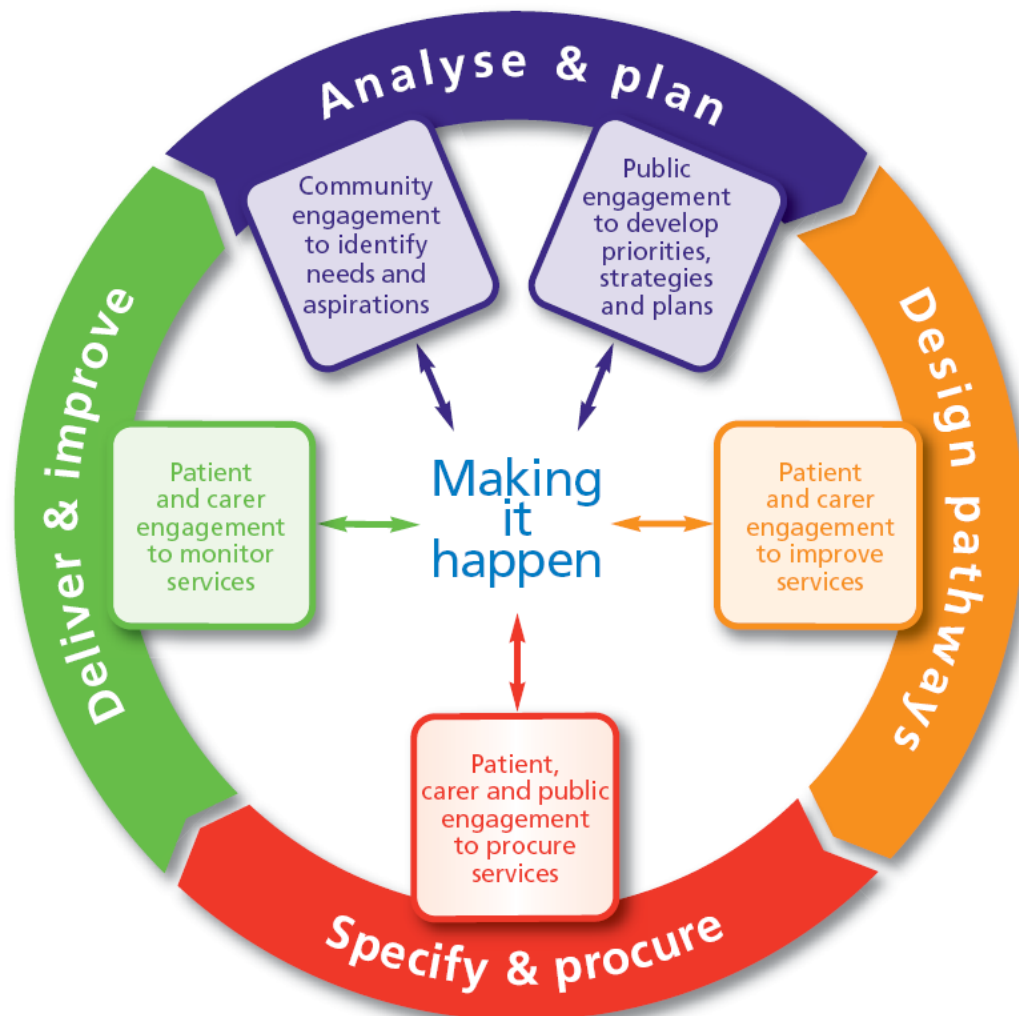 Analyse & plan
Community
engagement
to identify
needs and
aspirations
Public
engagement
to develop
priorities,
strategies
and plans
Design pathways
Patient
and carer
engagement
to improve
services
Specify & procure
Patient,
carer and public
engagement
to procure
services
Deliver & improve
Patient
and carer
engagement
to monitor
services
Making
it
happen